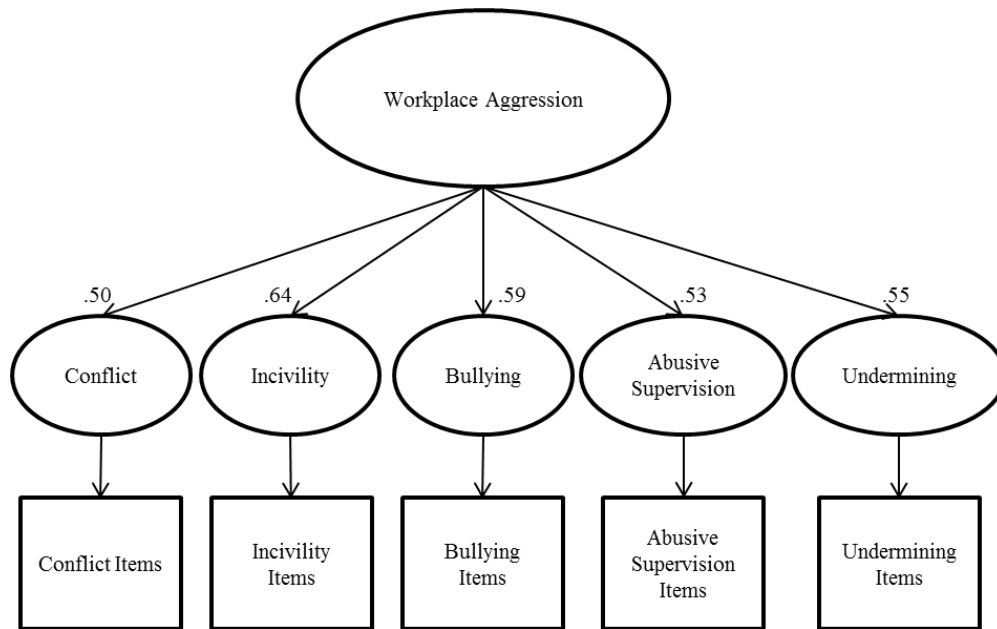 Workplace Aggression
.50
.64
.59
.53
.55
Conflict
Incivility
Bullying
Abusive
Supervision
Undermining
Conflict Items
Incivility
Items
Bullying
Items
Abusive
Supervision
Items
Undermining
Items